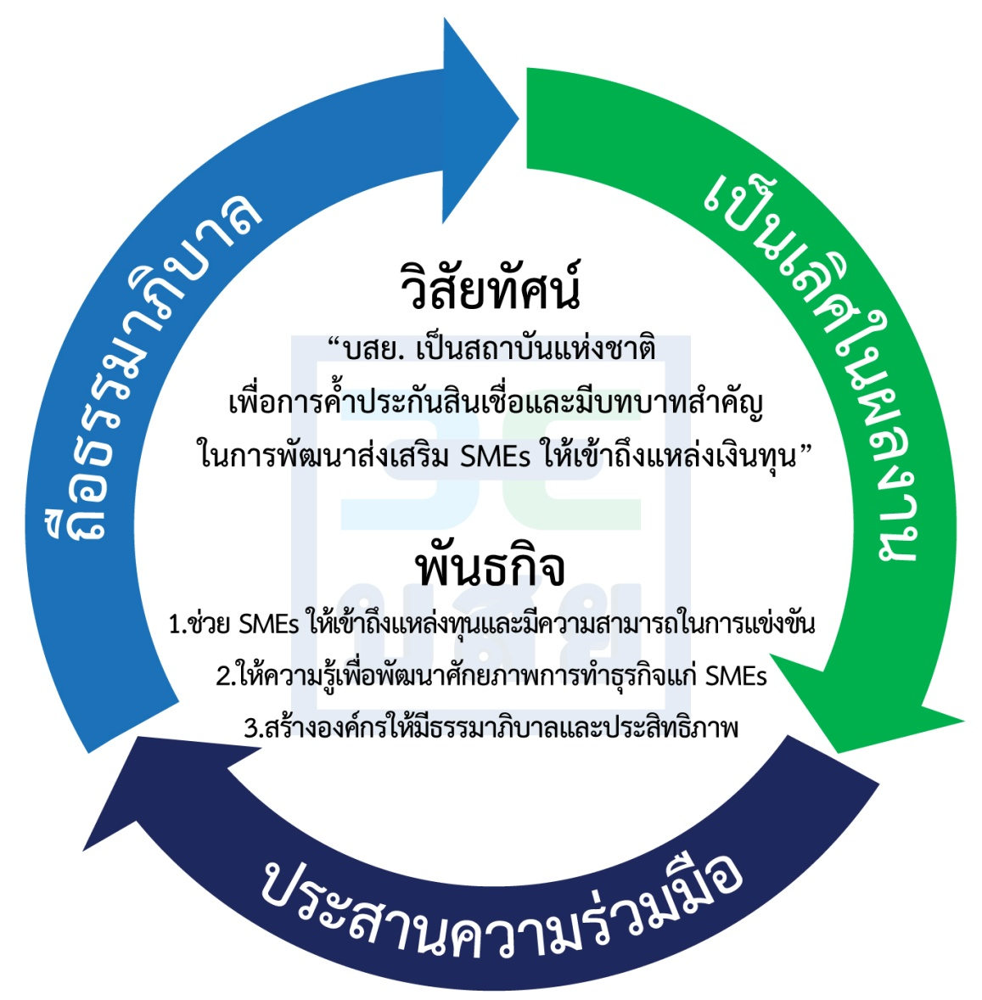 ถือธรรมาภิบาล
เป็นเลิศในผลงาน
วิสัยทัศน์
“บสย. เป็นสถาบันแห่งชาติ
เพื่อการค้ำประกันสินเชื่อและมีบทบาทสำคัญ
ในการพัฒนาส่งเสริม SMEs ให้เข้าถึงแหล่งเงินทุน”
พันธกิจ
บสย
1.ช่วย SMEs ให้เข้าถึงแหล่งทุนและมีความสามารถในการแข่งขัน
2.ให้ความรู้เพื่อพัฒนาศักยภาพการทำธุรกิจแก่ SMEs
3.สร้างองค์กรให้มีธรรมาภิบาลและประสิทธิภาพ
ประสานความร่วมมือ